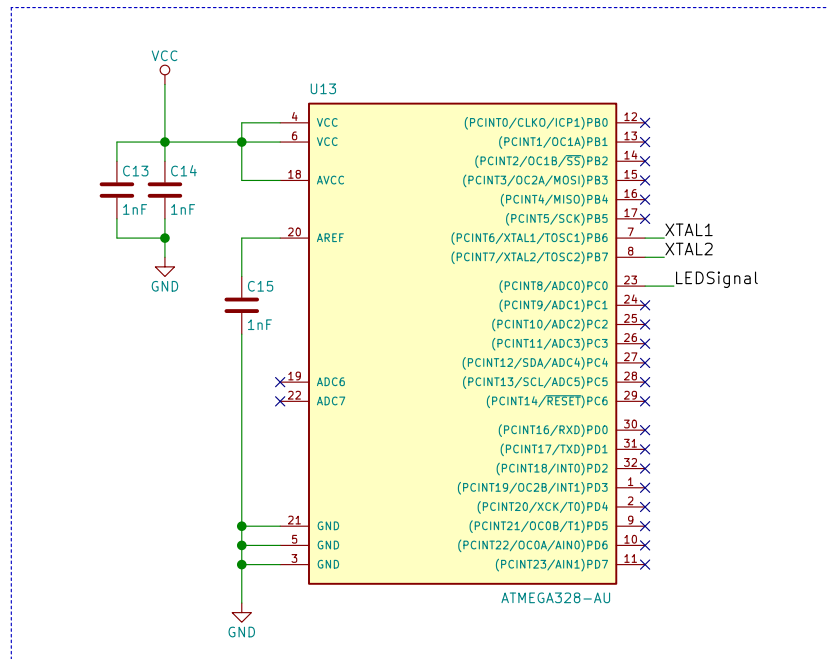 VCC
U13
4 VCC (PCINT0/CLKO/ICP1)PB0 12
6 VCC (PCINT1/OC1A)PB1 13
(PCINT2/OC1B/SS)PB2 14
C13 C14
18 AVCC (PCINT3/OC2A/MOSI)PB3 15
(PCINT4/MISO)PB4 16
1nF 1nF
(PCINT5/SCK)PB5 17
20 AREF (PCINT6/XTAL1/TOSC1)PB6 7 XTAL1
(PCINT7/XTAL2/TOSC2)PB7 8 XTAL2
GND
C15 (PCINT8/ADC0)PC0 23 LEDSignal
(PCINT9/ADC1)PC1 24
1nF (PCINT10/ADC2)PC2 25
(PCINT11/ADC3)PC3 26
(PCINT12/SDA/ADC4)PC4 27
19 ADC6 (PCINT13/SCL/ADC5)PC5 28
22 ADC7 (PCINT14/RESET)PC6 29
(PCINT16/RXD)PD0 30
(PCINT17/TXD)PD1 31
(PCINT18/INT0)PD2 32
(PCINT19/OC2B/INT1)PD3 1
(PCINT20/XCK/T0)PD4 2
21 GND (PCINT21/OC0B/T1)PD5 9
5 GND (PCINT22/OC0A/AIN0)PD6 10
3 GND (PCINT23/AIN1)PD7 11
ATMEGA328-AU
GND